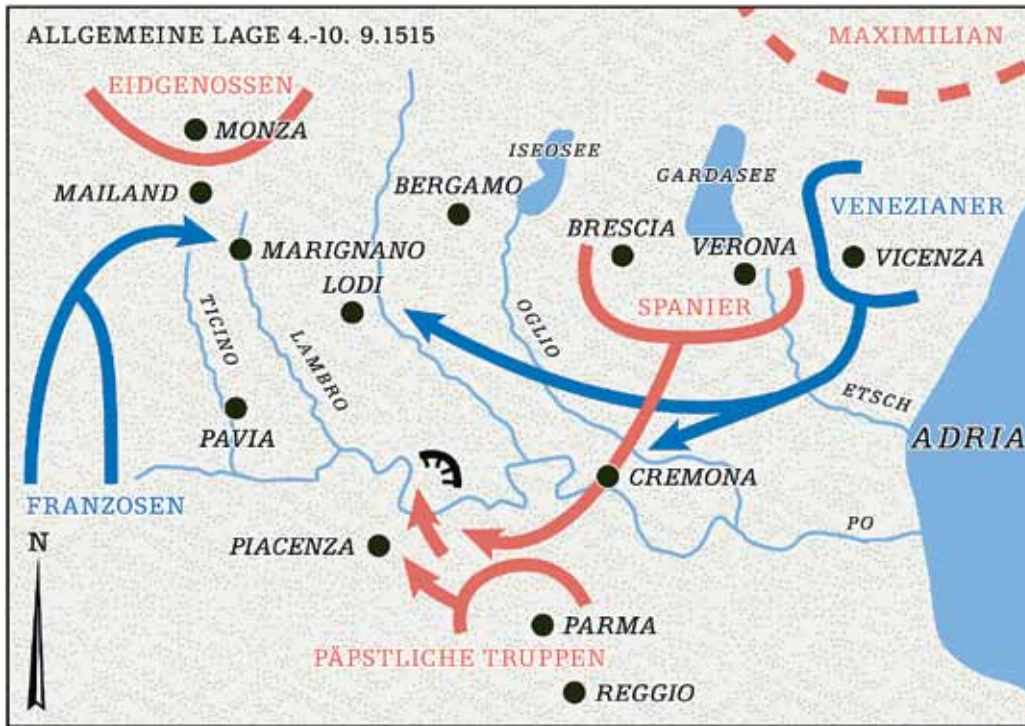 ALLGEMEINE LAGE 4.-10. 9.1515
MAXIMILIAN
EIDGENOSSEN
MONZA
ISEOSEE
GARDASEE
MAILAND
BERGAMO
VENEZIANER
BRESCIA
VERONA
VICENZA
MARIGNANO
LODI
SPANIER
TICINO
LAMBRO
OGLIO
ETSCH
PAVIA
ADRIA
CREMONA
FRANZOSEN
PO
N
PIACENZA
PARMA
PÄPSTLICHE TRUPPEN
REGGIO